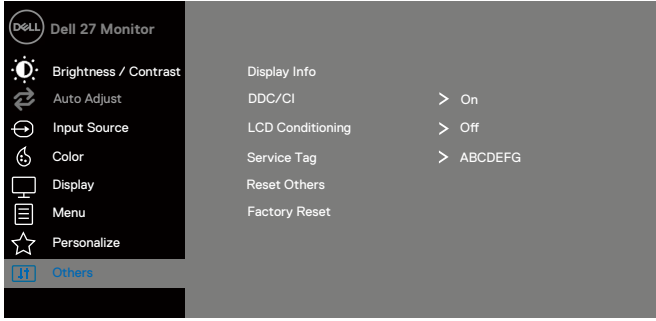 DELL Dell 27 Monitor
Brightness / Contrast Display Info
Auto Adjust DDC/CI > On
Input Source LCD Conditioning > Off
Color Service Tag > ABCDEFG
Display Reset Others
Menu Factory Reset
Personalize
Others